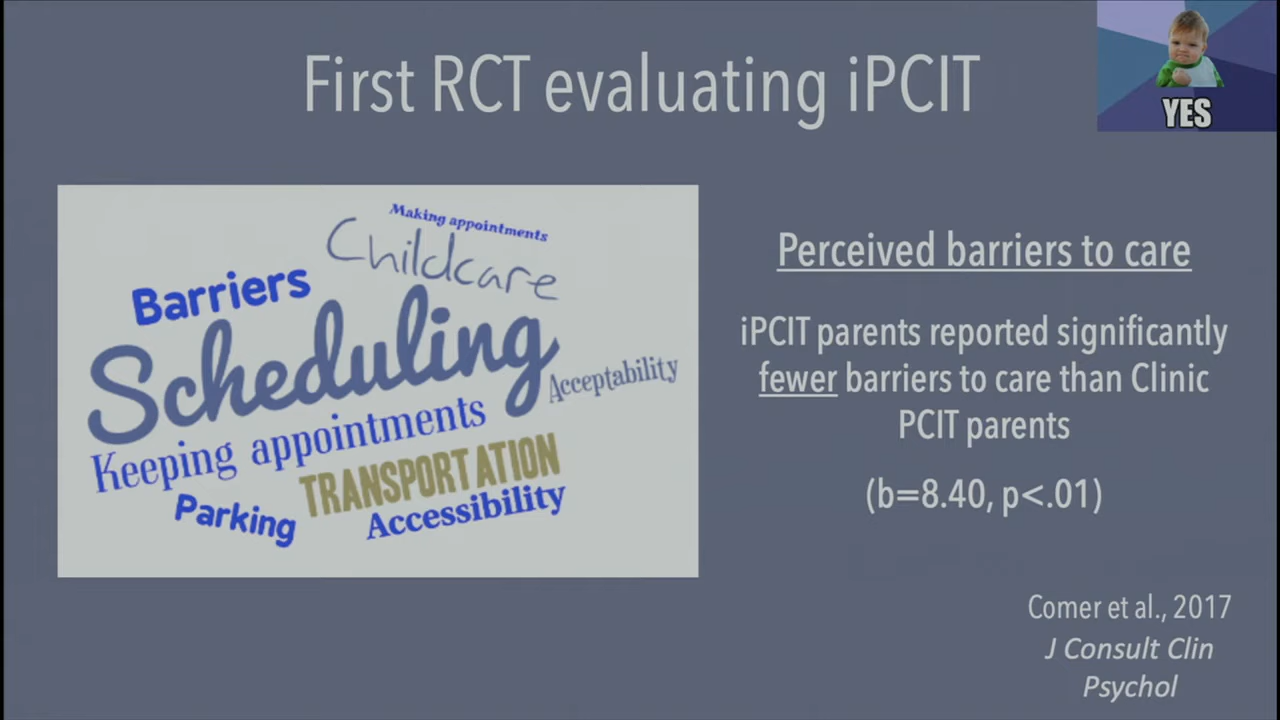 First RCT evaluating iPCIT
YES
Making appointments
Childcare
Barriers
Scheduling
Acceptability
Keeping appointments
TRANSPORTATION
Parking
Accessibility
Perceived barriers to care
iPCIT parents reported significantly
fewer barriers to care than Clinic
PCIT parents
(b=8.40, p<.01)
Comer et al., 2017
J Consult Clin
Psychol